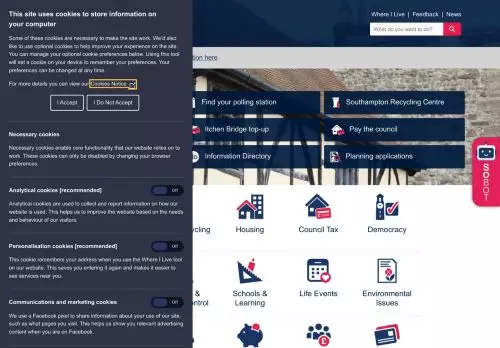 This site uses cookies to store information on
your computer
Some of these cookies are necessary to make the site work. We'd also
like to use optional cookies to help improve your experience on the site.
You can manage your optional cookie preferences below. Using this tool
will set a cookie on your device to remember your preferences. Your
preferences can be changed at any time.
For more details you can view our Cookies Notice
I Accept
I Do Not Accept
Necessary cookies
Necessary cookies enable core functionality that our website relies on to
work. These cookies can only be disabled by changing your
browser preferences.
Analytical cookies [recommended]
Off
Analytical cookies are used to collect and report information on how our
website is used. This helps us to improve the website based on the needs
and behaviour of our visitors.
Personalisation cookies [recommended]
Off
This cookie remembers your address when you use the Where I Live tool
on our website. This saves you entering it again and makes it easier to
see services near you.
Communications and marketing cookies
Off
We use a Facebook pixel to share information about your use of our site,
such as what pages you visit. This helps us show you relevant advertising
content when you are on Facebook.
Where I Live | Feedback | News
What do you want to do?
tion here
Find your polling station
Southampton Recycling Centre
Itchen Bridge top-up
Pay the council
Information Directory
Planning applications
ycling
Housing
Council Tax
Democracy
&
ontrol
Schools &
Learning
Life Events
Environmental
Issues
SOBOT